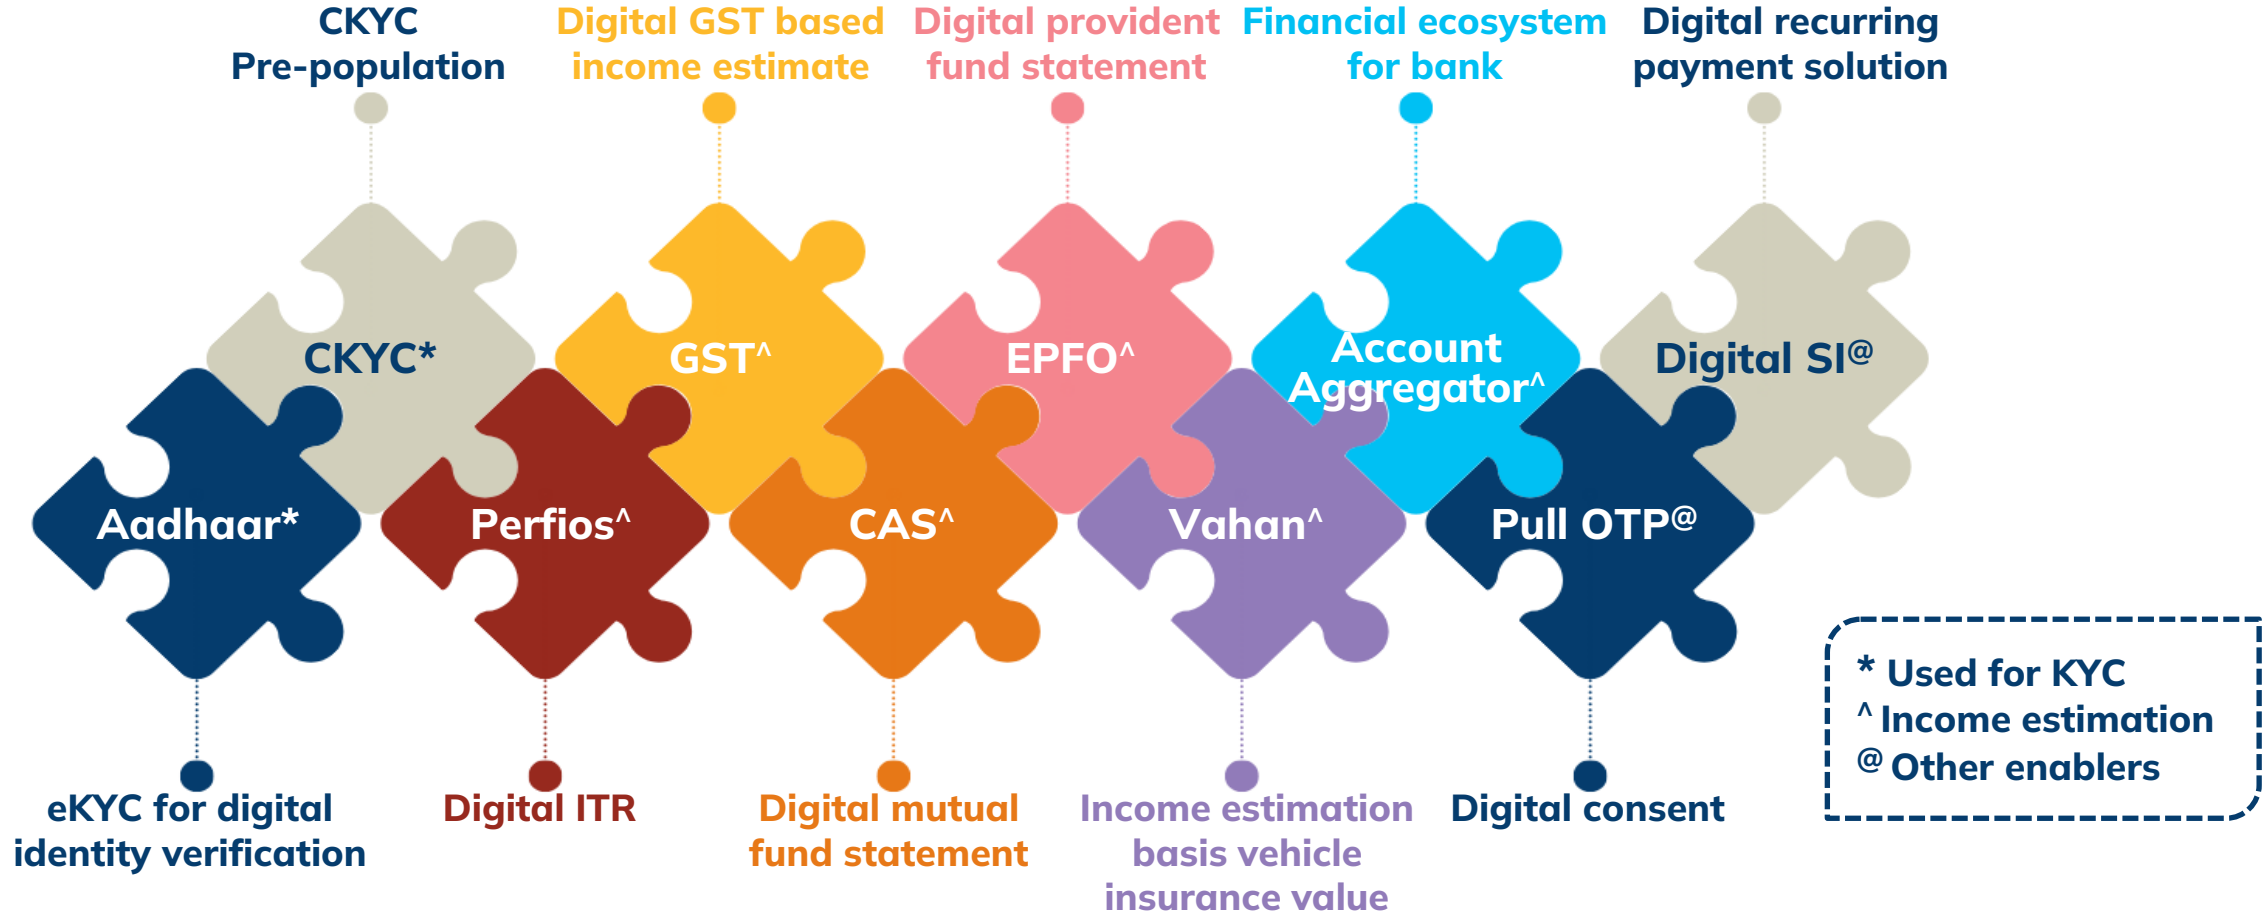 CKYC
Pre-population
Digital GST based
income estimate
Digital provident
fund statement
Financial ecosystem
for bank
Digital recurring
payment solution
CKYC*
GST^
EPFO^
Account
Aggregator^
Digital SI@
Aadhaar*
Perfios^
CAS^
Vahan^
Pull OTP@
eKYC for digital
identity verification
Digital ITR
Digital mutual
fund statement
Income estimation
basis vehicle
insurance value
Digital consent
* Used for KYC
^ Income estimation
@ Other enablers